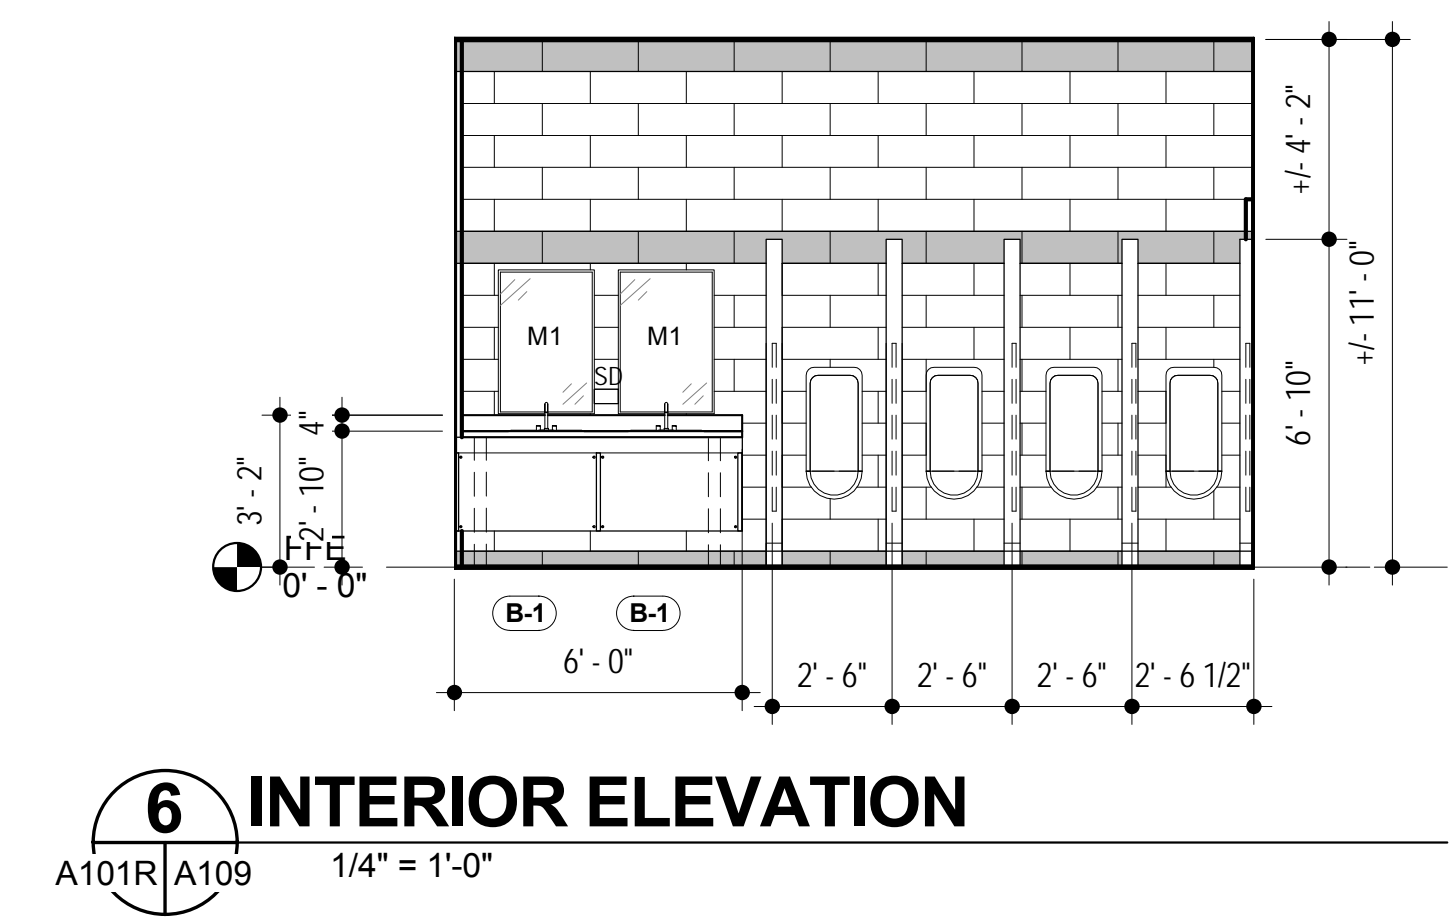 +/- 4' - 2"
+/- 11' - 0"
6' - 10"
M1
M1
SD
4"
3' - 2"
2' - 10"
FFE
0' - 0"
B-1
B-1
6' - 0"
2' - 6"
2' - 6"
2' - 6"
2' - 6 1/2"
6
INTERIOR ELEVATION
A101R
A109
1/4" = 1'-0"